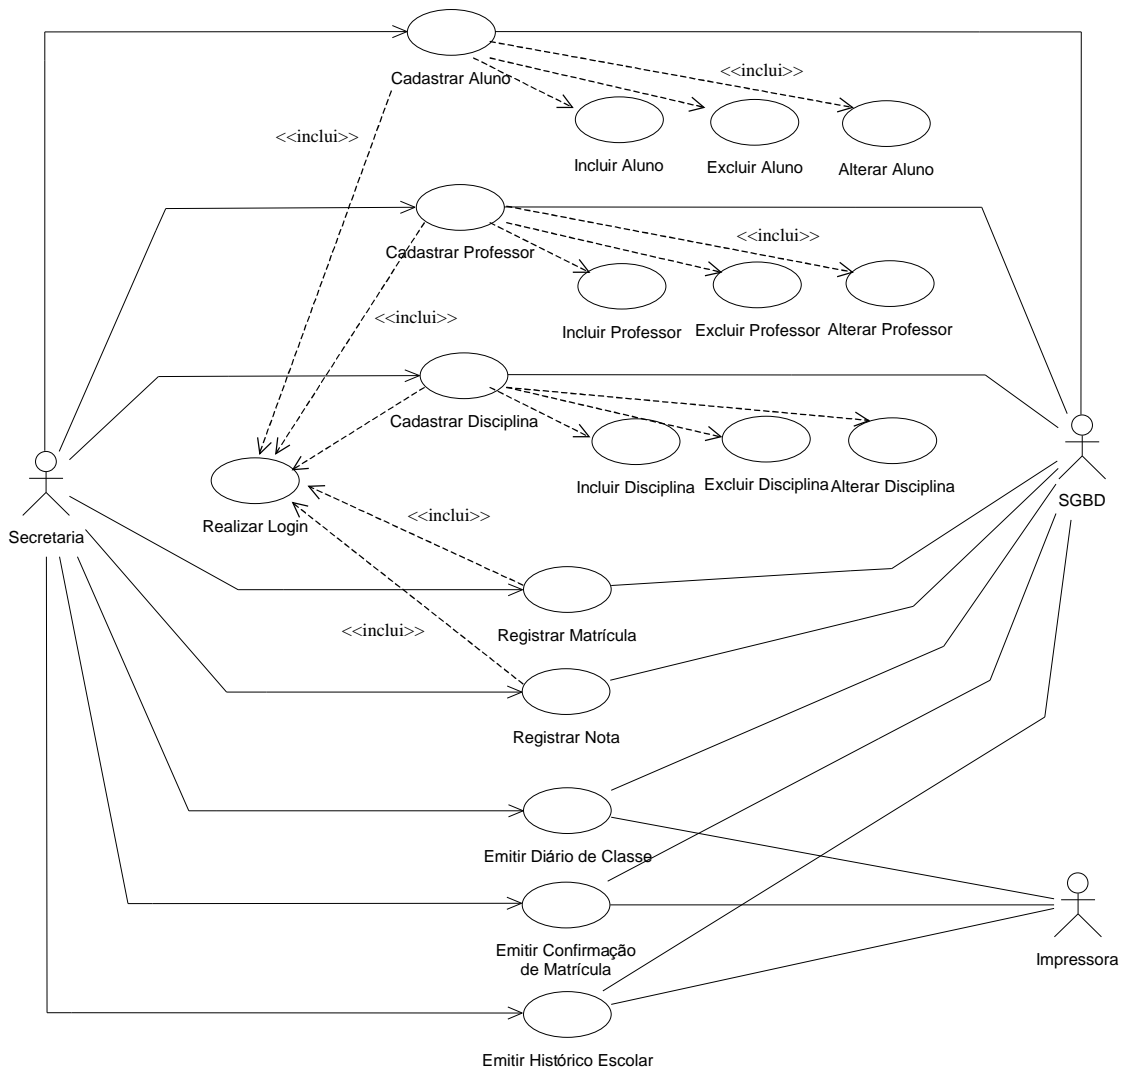 <<inclui>>
Cadastrar Aluno
<<inclui>>
Incluir Aluno
Excluir Aluno
Alterar Aluno
<<inclui>>
Cadastrar Professor
<<inclui>>
Incluir Professor
Excluir Professor
Alterar Professor
Cadastrar Disciplina
Incluir Disciplina
Excluir Disciplina
Alterar Disciplina
SGBD
<<inclui>>
Realizar Login
Secretaria
<<inclui>>
Registrar Matrícula
Registrar Nota
Emitir Diário de Classe
Emitir Confirmação
de Matrícula
Impressora
Emitir Histórico Escolar